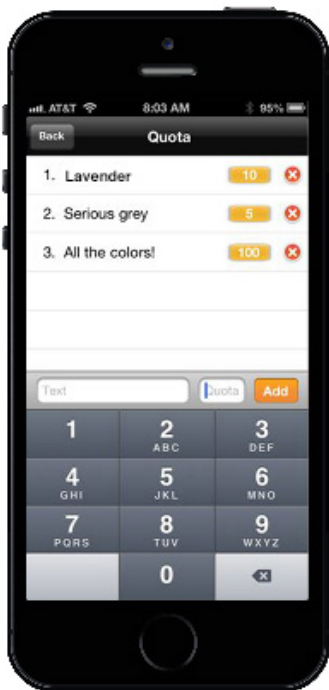 AT&T 8:03 AM 95%
Back Quota
1. Lavender 10
2. Serious grey 5
3. All the colors! 100
Text Quota Add
1 2 3
ABC DEF
4 5 6
GHI JKL MNO
7 8 9
PQRS TUV WXYZ
0